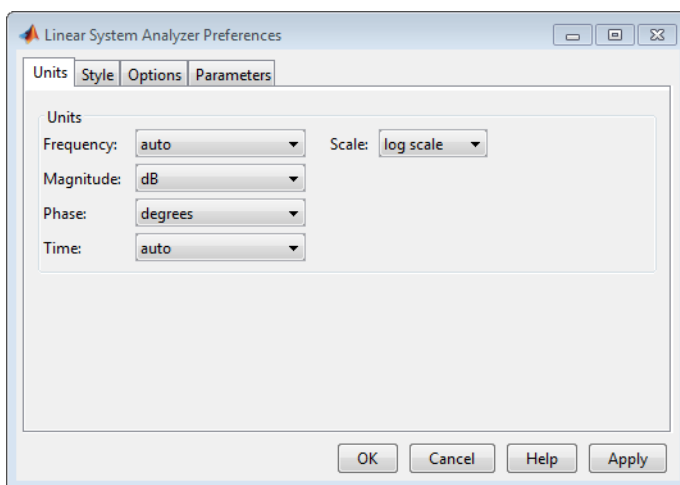 Linear System Analyzer Preferences
Units Style Options Parameters
Units
Frequency: auto Scale: log scale
Magnitude: dB
Phase: degrees
Time: auto
OK Cancel Help Apply